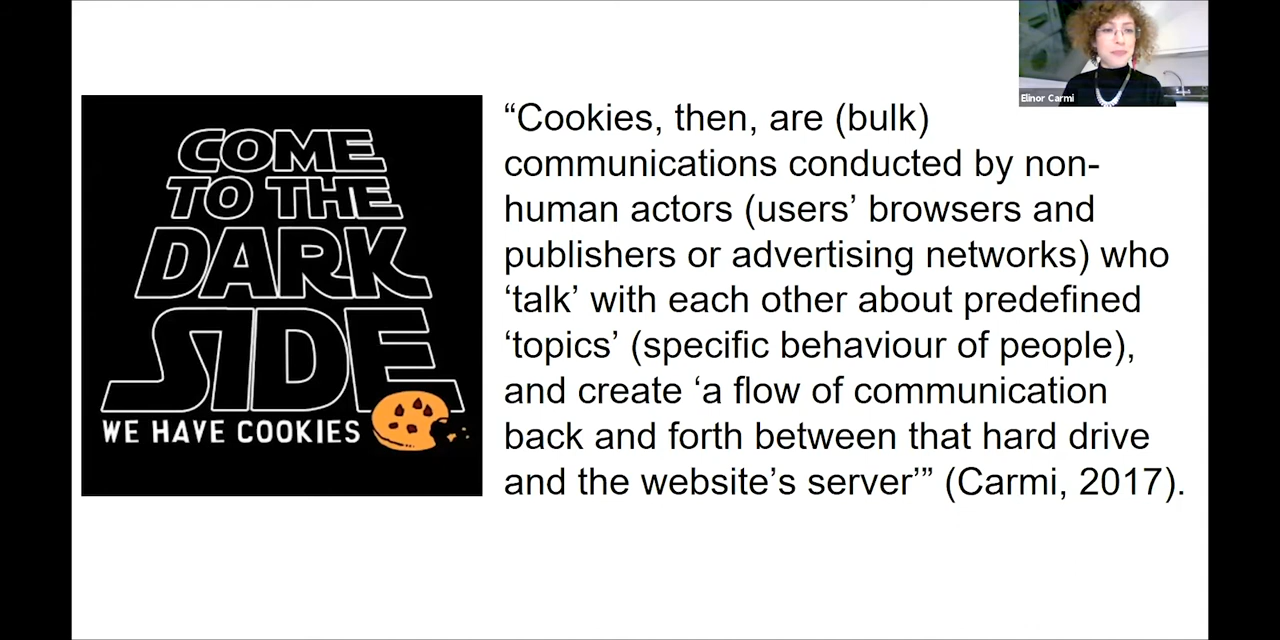 COME
TO THE
DARK
SIDE
WE HAVE COOKIES
“Cookies, then, are (bulk)
communications conducted by non-
human actors (users’ browsers and
publishers or advertising networks) who
‘talk’ with each other about predefined
‘topics’ (specific behaviour of people),
and create ‘a flow of communication
back and forth between that hard drive
and the website’s server’” (Carmi, 2017).
Elinor Carmi